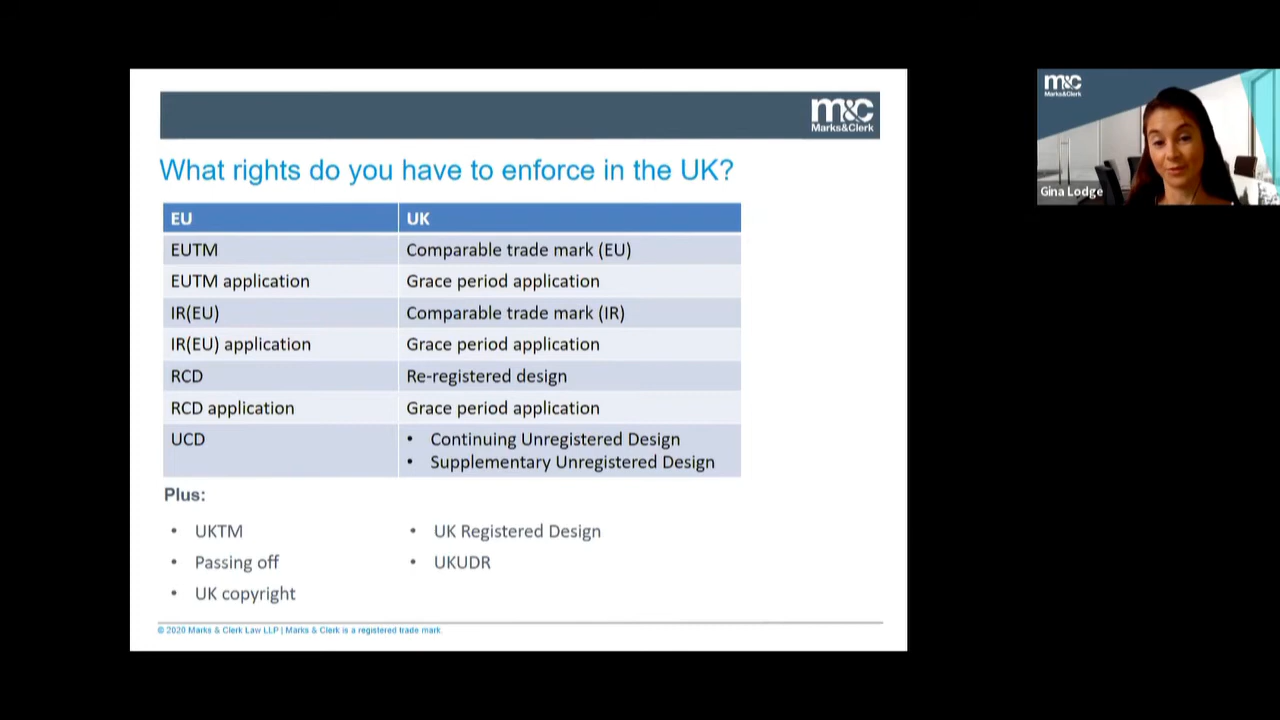 m&c
Marks&Clerk
What rights do you have to enforce in the UK?
EU UK
EUTM Comparable trade mark (EU)
EUTM application Grace period application
IR(EU) Comparable trade mark (IR)
IR(EU) application Grace period application
RCD Re-registered design
RCD application Grace period application
UCD • Continuing Unregistered Design
• Supplementary Unregistered Design
Plus:
• UKTM • UK Registered Design
• Passing off • UKUDR
• UK copyright
© 2020 Marks & Clerk Law LLP | Marks & Clerk is a registered trade mark
m&c
Marks&Clerk
Gina Lodge